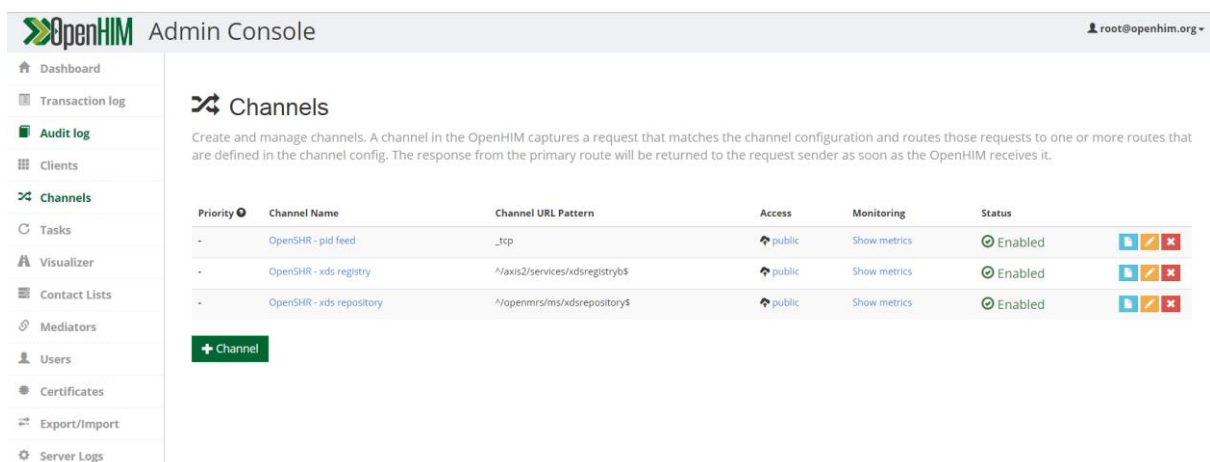 OpenHIM Admin Console
root@openhim.org
Dashboard
Transaction log
Audit log
Clients
Channels
Tasks
Visualizer
Contact Lists
Mediators
Users
Certificates
Export/Import
Server Logs
Channels
Create and manage channels. A channel in the OpenHIM captures a request that matches the channel configuration and routes those requests to one or more routes that
are defined in the channel config. The response from the primary route will be returned to the request sender as soon as the OpenHIM receives it.
Priority Channel Name Channel URL Pattern Access Monitoring Status
- OpenSHR - pid feed _tcp public Show metrics Enabled
- OpenSHR - xds registry ^/axis2/services/xdsregistryb$ public Show metrics Enabled
- OpenSHR - xds repository ^/openmrs/ms/xdsrepository$ public Show metrics Enabled
+ Channel